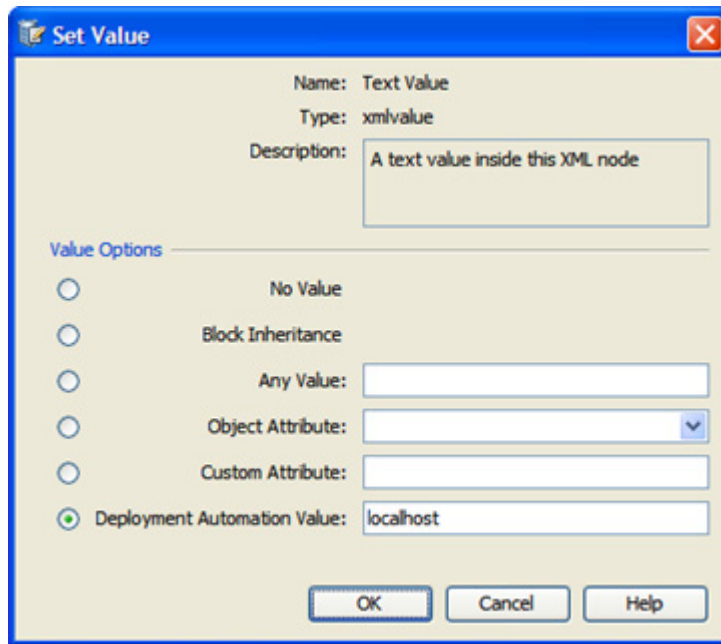 Set Value
Name: Text Value
Type: xmlvalue
Description: A text value inside this XML node
Value Options
No Value
Block Inheritance
Any Value:
Object Attribute:
Custom Attribute:
Deployment Automation Value: localhost
OK Cancel Help